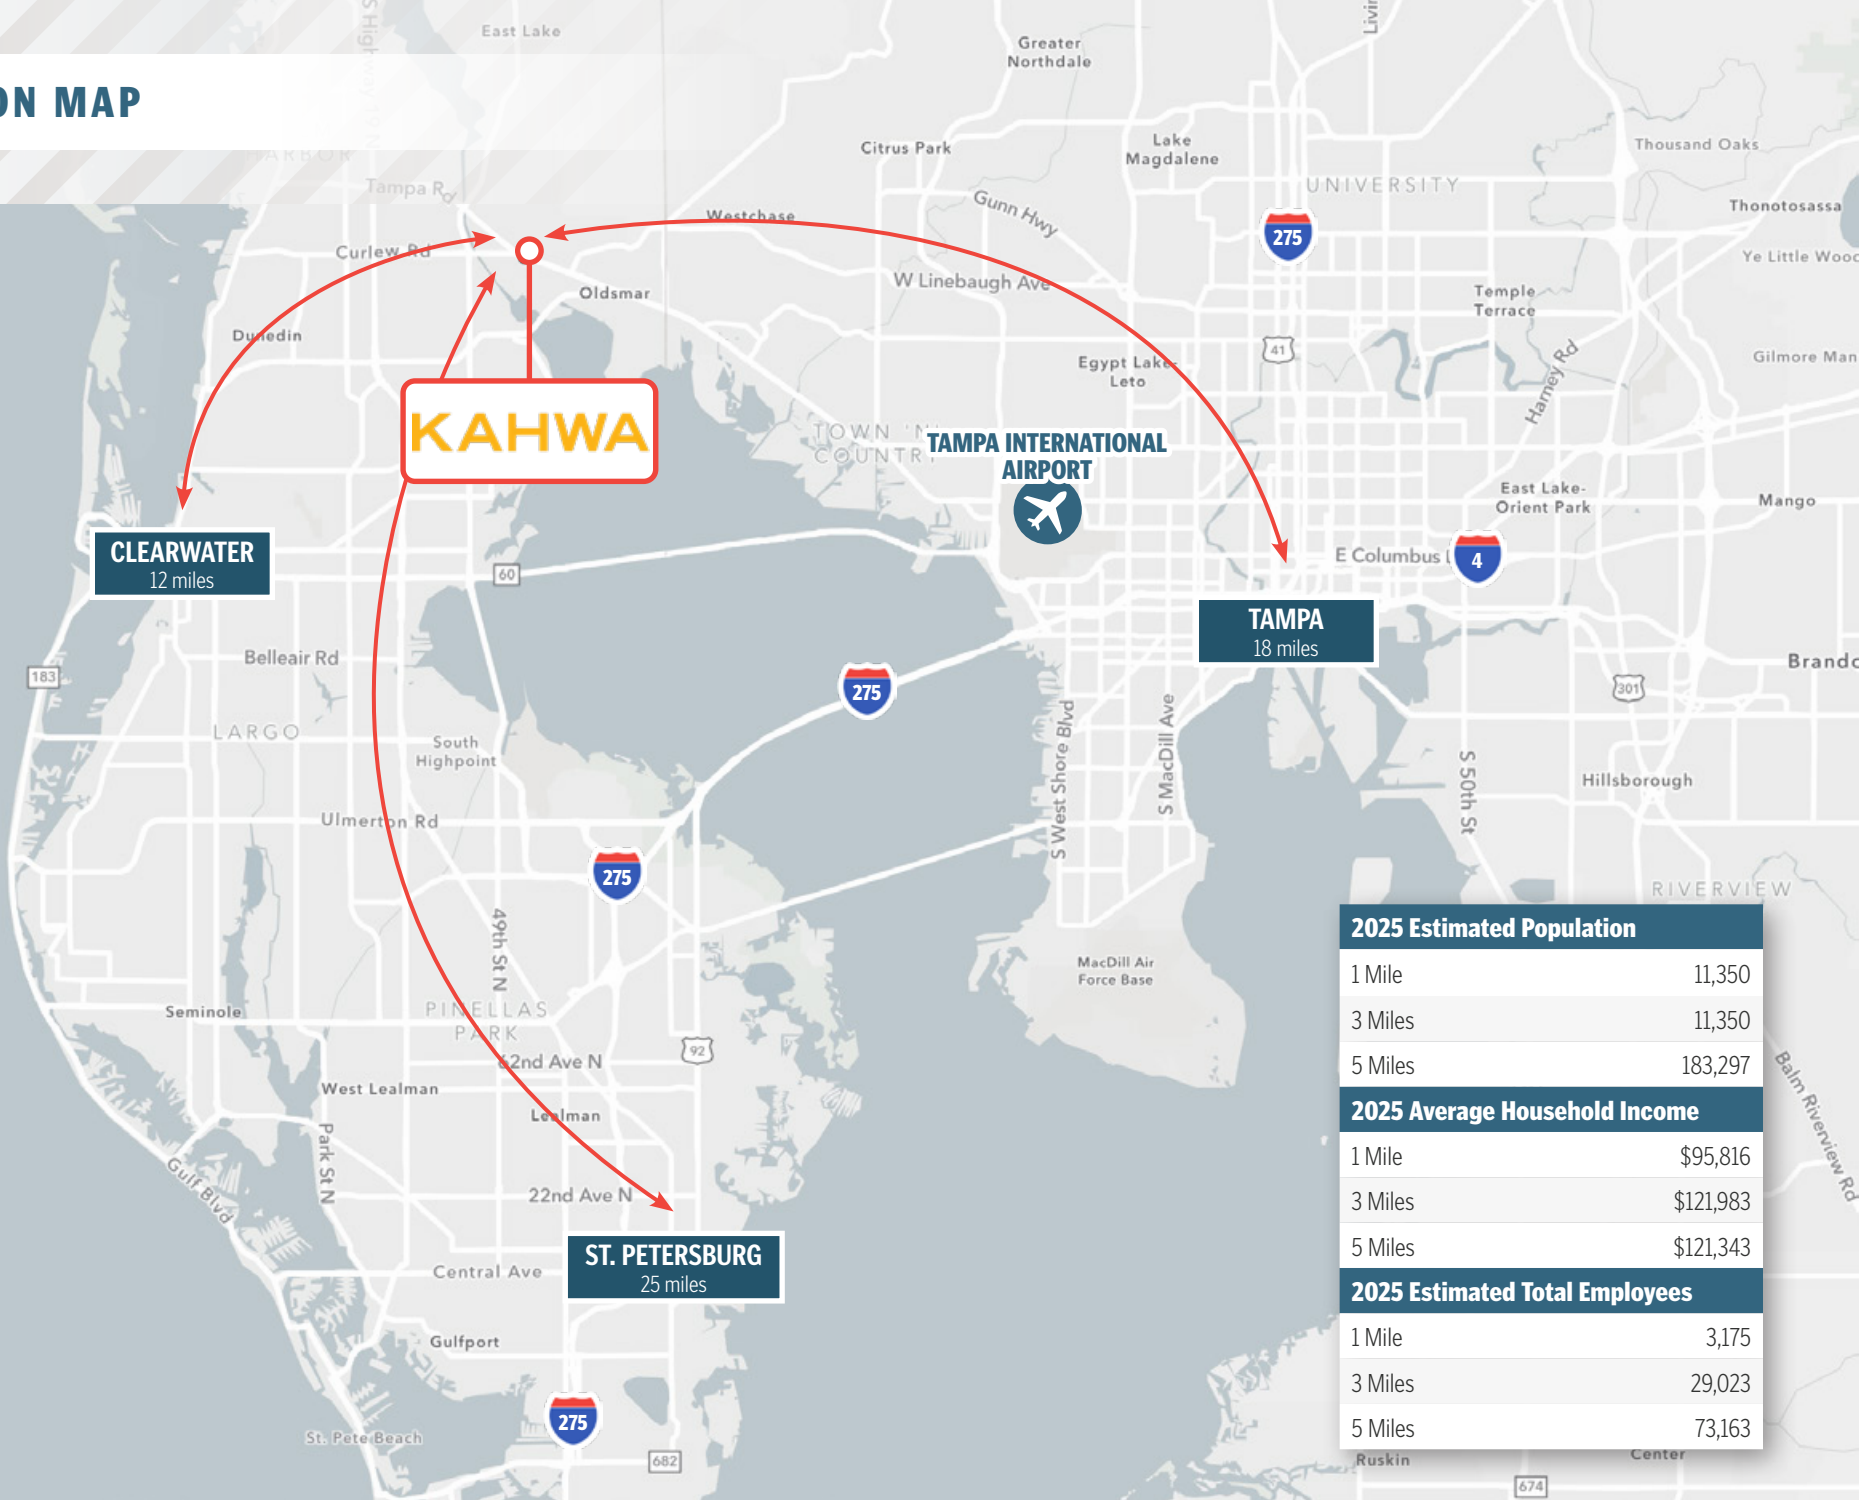 East Lake
Greater
Northdale
ON MAP
Citrus Park
Lake
Magdalene
Thousand Oaks
ARBOR
Tampa Rd
UNIVERSITY
Westchase
Gunn Hwy
Thonotosassa
Curlew Rd
275
W Linebaugh Ave
Oldsmar
Temple
Terrace
Dunedin
41
Egypt Lake-
Leto
Harney Rd
Gilmore Man
KAHWA
TOWN 'N'
COUNTRY
TAMPA INTERNATIONAL
AIRPORT
East Lake-
Orient Park
Mango
CLEARWATER
12 miles
60
E Columbus
4
TAMPA
18 miles
Belleair Rd
183
275
301
Brando
LARGO
South
Highpoint
S West Shore Blvd
S MacDill Ave
S 50th St
Hillsborough
Ulmerton Rd
275
RIVERVIEW
49th St N
MacDill Air
Force Base
Seminole
PINELLAS
PARK
62nd Ave N
92
West Lealman
Lealman
Park St N
Gulf Blvd
22nd Ave N
ST. PETERSBURG
25 miles
Central Ave
Gulfport
275
St. Pete Beach
682
2025 Estimated Population
1 Mile 11,350
3 Miles 11,350
5 Miles 183,297
2025 Average Household Income
1 Mile $95,816
3 Miles $121,983
5 Miles $121,343
2025 Estimated Total Employees
1 Mile 3,175
3 Miles 29,023
5 Miles 73,163
Balm Riverview Rd
Ruskin
Center
674